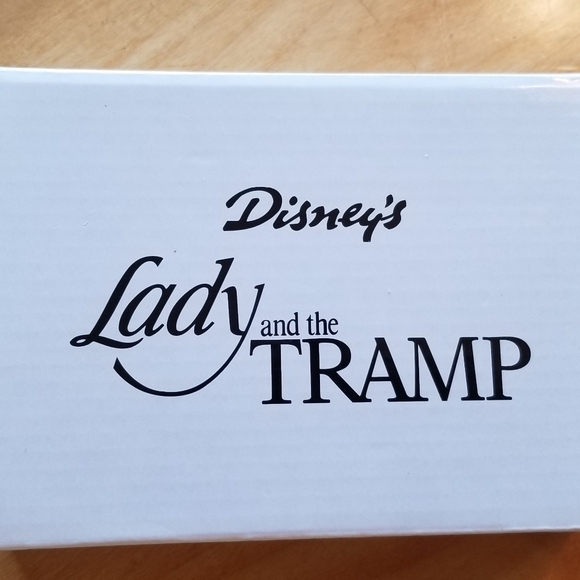 Disney's
Lady and the
TRAMP